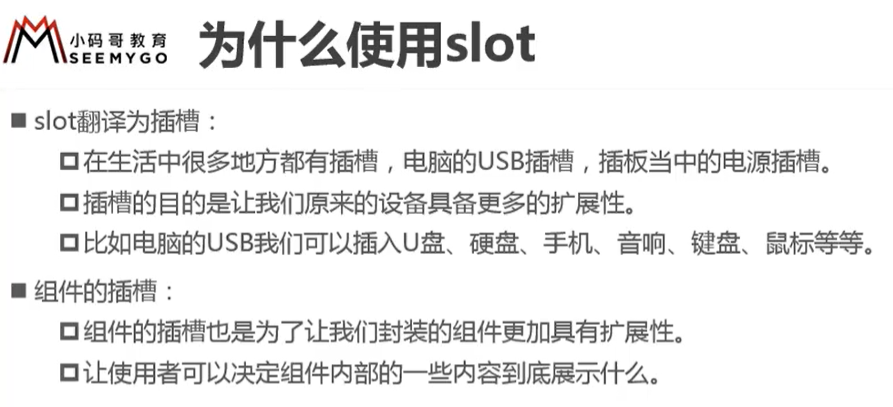 小码哥教育
SEEMYGO
为什么使用slot
slot翻译为插槽：
在生活中很多地方都有插槽，电脑的USB插槽，插板当中的电源插槽。
插槽的目的是让我们原来的设备具备更多的扩展性。
比如电脑的USB我们可以插入U盘、硬盘、手机、音响、键盘、鼠标等等。
组件的插槽：
组件的插槽也是为了让我们封装的组件更加具有扩展性。
让使用者可以决定组件内部的一些内容到底展示什么。